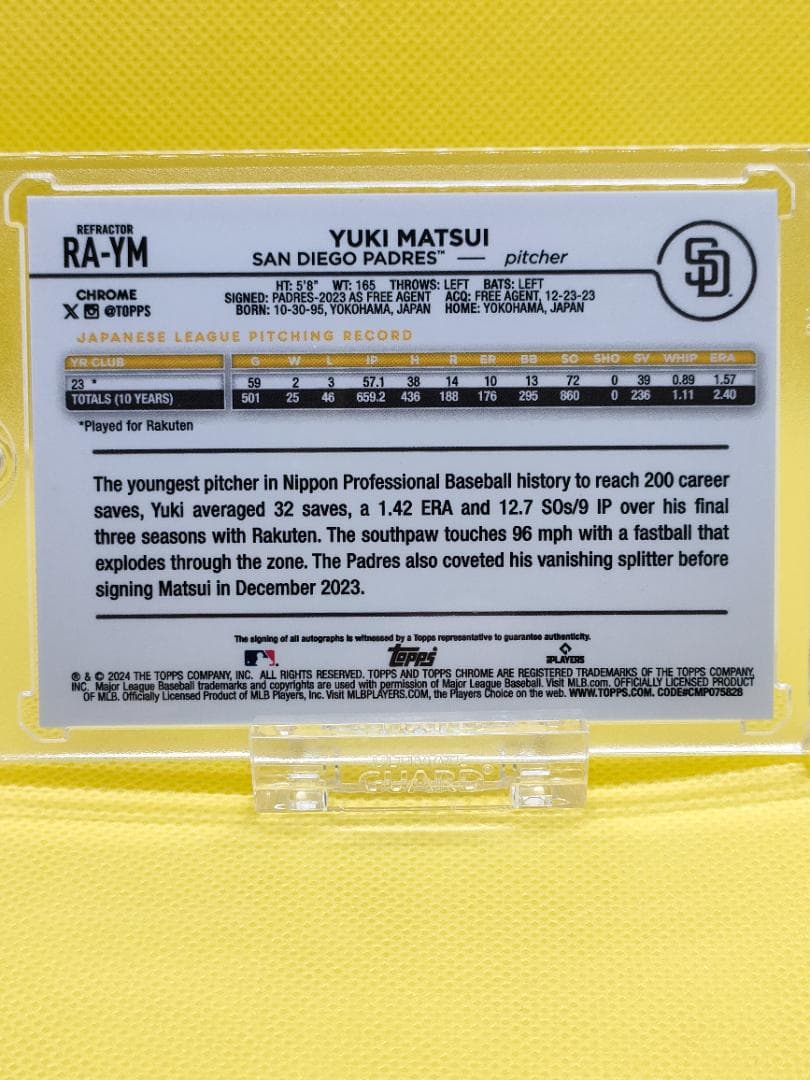 REFRACTOR
RA-YM
YUKI MATSUI
SAN DIEGO PADRES™ — pitcher
SD
CHROME
@TOPPS
HT: 5'8" WT: 165 THROWS: LEFT BATS: LEFT
SIGNED: PADRES-2023 AS FREE AGENT ACQ: FREE AGENT, 12-23-23
BORN: 10-30-95, YOKOHAMA, JAPAN HOME: YOKOHAMA, JAPAN
JAPANESE LEAGUE PITCHING RECORD
YR CLUB G W L IP H R ER BB SO SHO SV WHIP ERA
23 * 59 2 3 57.1 38 14 10 13 72 0 39 0.89 1.57
TOTALS (10 YEARS) 501 25 46 659.2 436 188 176 295 860 0 236 1.11 2.40
*Played for Rakuten
The youngest pitcher in Nippon Professional Baseball history to reach 200 career
saves, Yuki averaged 32 saves, a 1.42 ERA and 12.7 SOs/9 IP over his final
three seasons with Rakuten. The southpaw touches 96 mph with a fastball that
explodes through the zone. The Padres also coveted his vanishing splitter before
signing Matsui in December 2023.
The signing of all autographs is witnessed by a Topps representative to guarantee authenticity.
Topps
PLAYERS
® & © 2024 THE TOPPS COMPANY, INC. ALL RIGHTS RESERVED. TOPPS AND TOPPS CHROME ARE REGISTERED TRADEMARKS OF THE TOPPS COMPANY,
INC. Major League Baseball trademarks and copyrights are used with permission of Major League Baseball. Visit MLB.com. OFFICIALLY LICENSED PRODUCT
OF MLB. Officially Licensed Product of MLB Players, Inc. Visit MLBPLAYERS.COM, the Players Choice on the web. WWW.TOPPS.COM. CODE#CMP075828
ULTIMATE
GUARD®